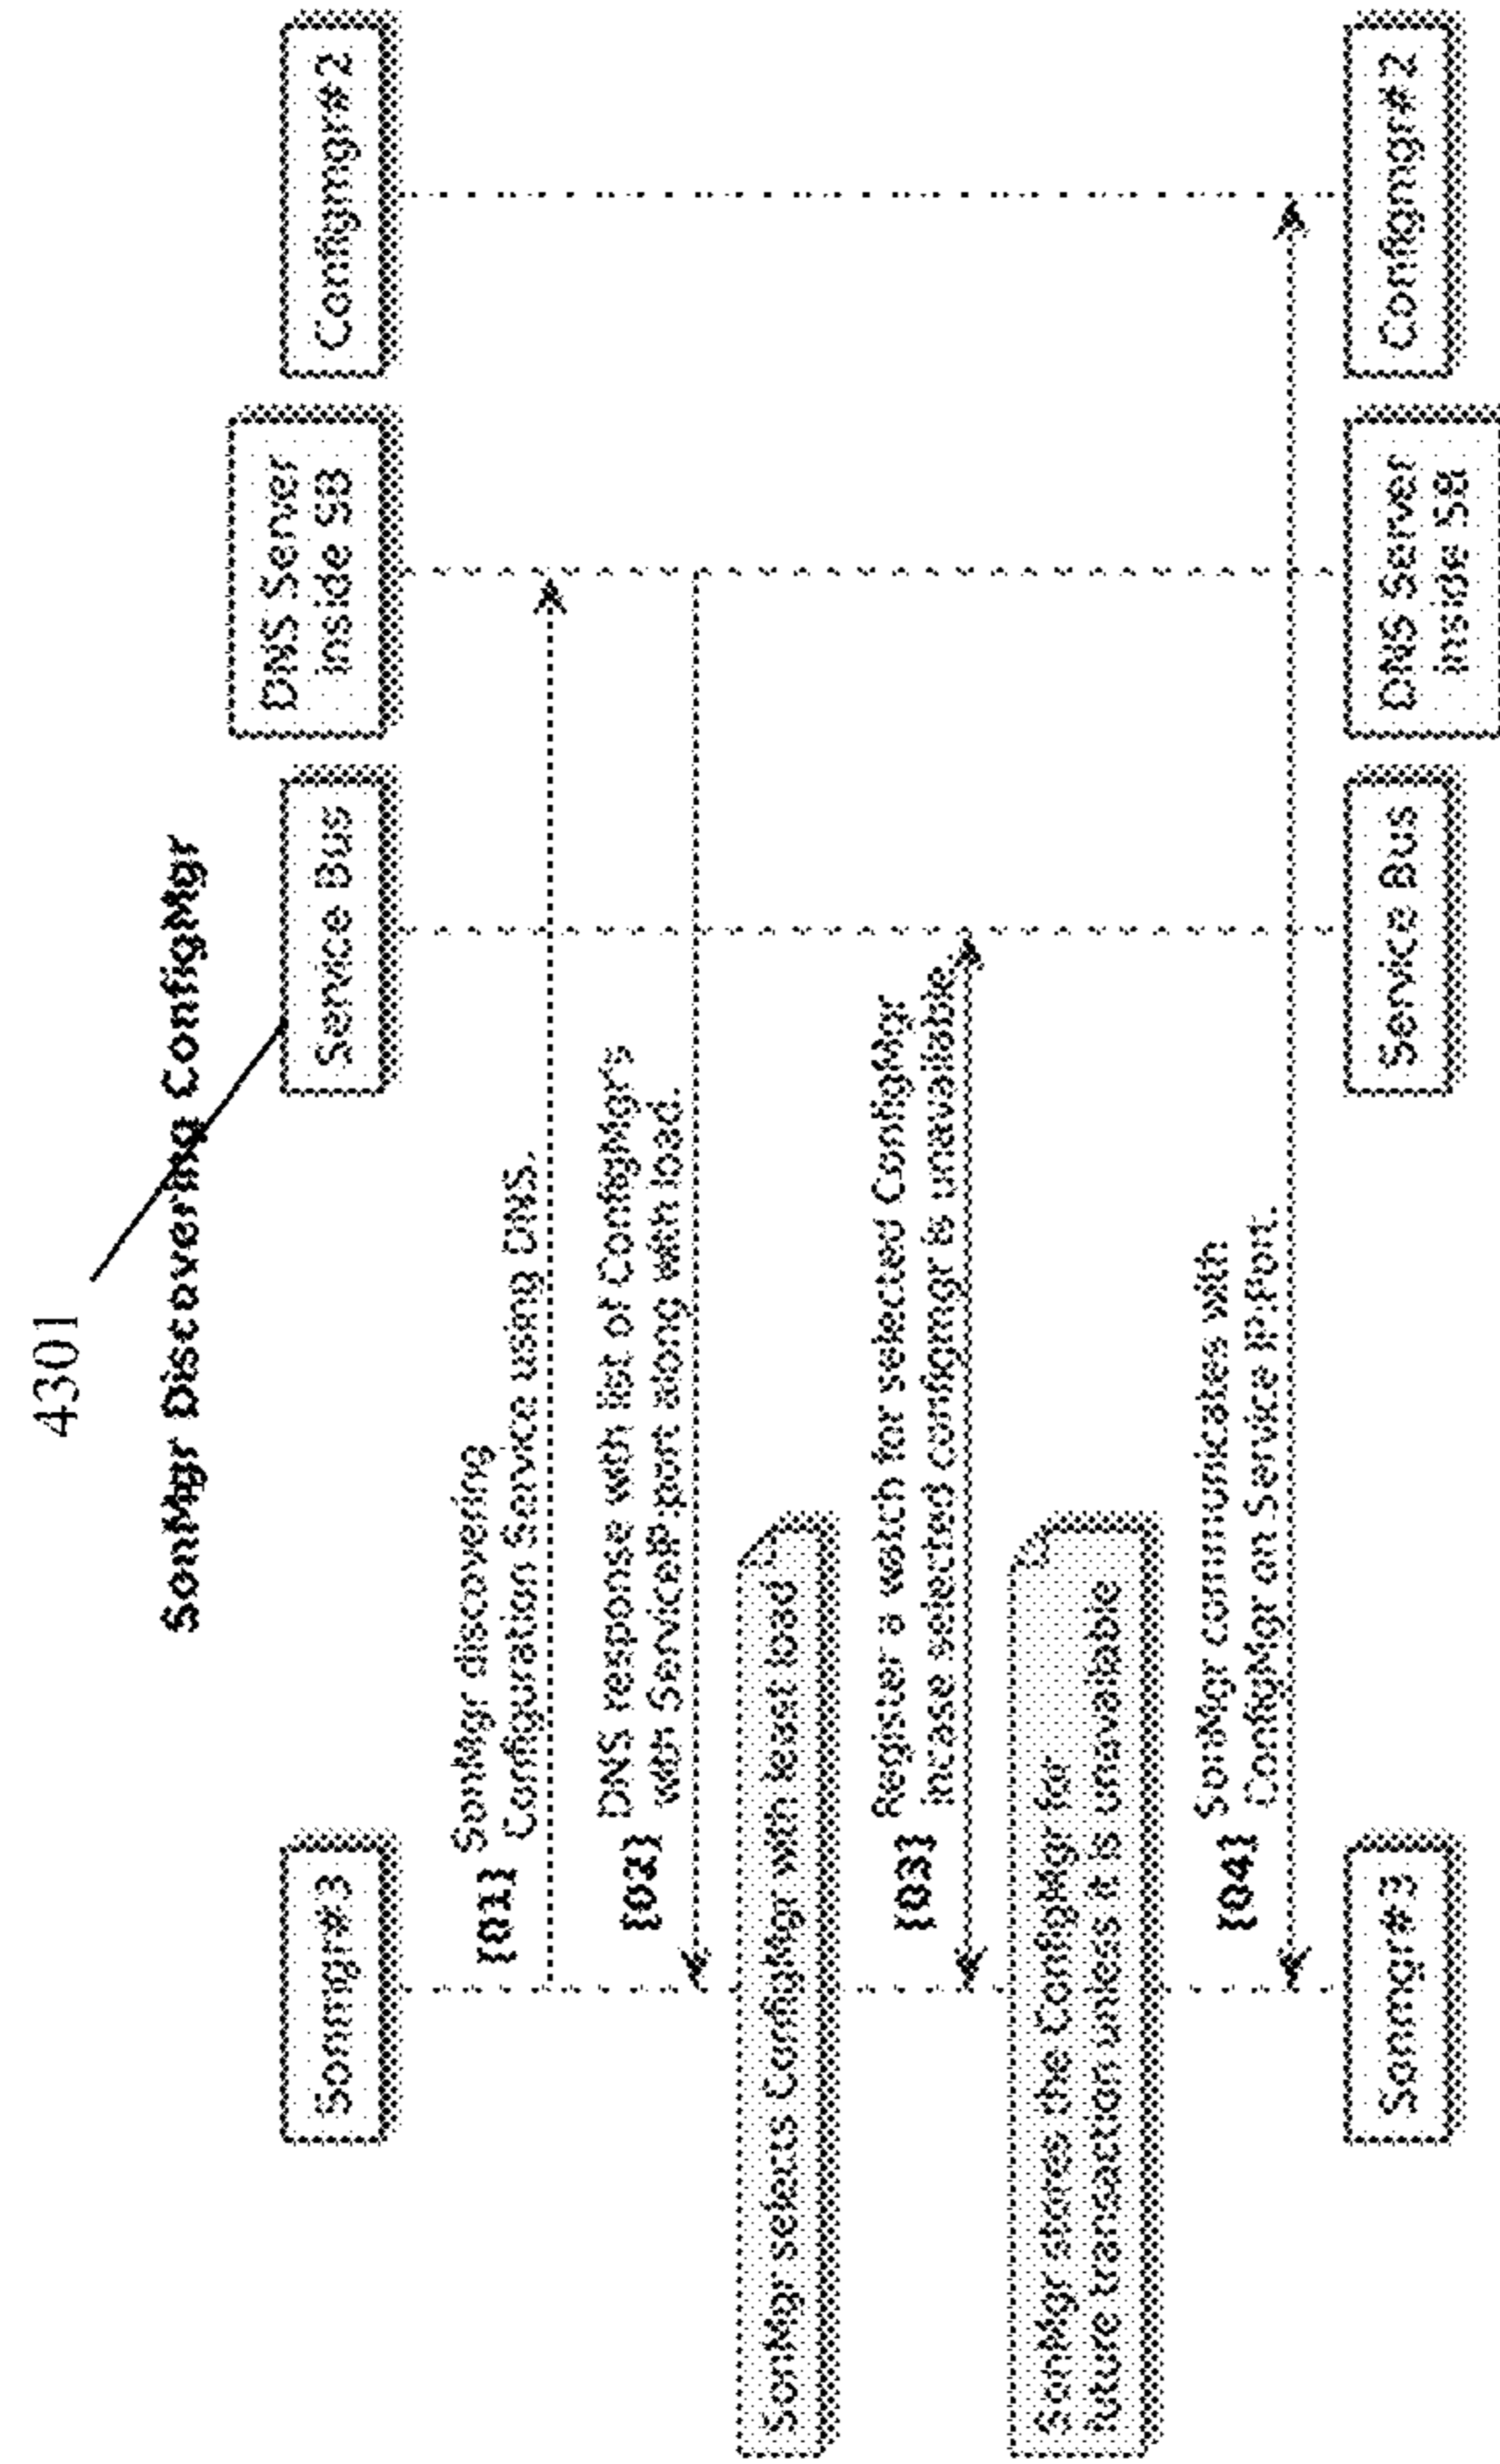 4301
SonMgr Discovering ConfigMgr
Sonmgr#3
Service Bus
DNS Server
inside SB
Configmgr#2
[01]
SonMgr discovering
Configuration Service using DNS.
[02]
DNS response with list of ConfigMgr's
with ServiceIP:port along with load.
SonMgr selects ConfigMgr with least load
[03]
Register a watch for selected ConfigMgr
incase selected configmgr is unavailable.
SonMgr stores the ConfigMgr for
future transaction unless it is unavailable
[04]
SonMgr communicates with
ConfigMgr on Service IP:Port.
Sonmgr#3
Service Bus
DNS Server
inside SB
Configmgr#2